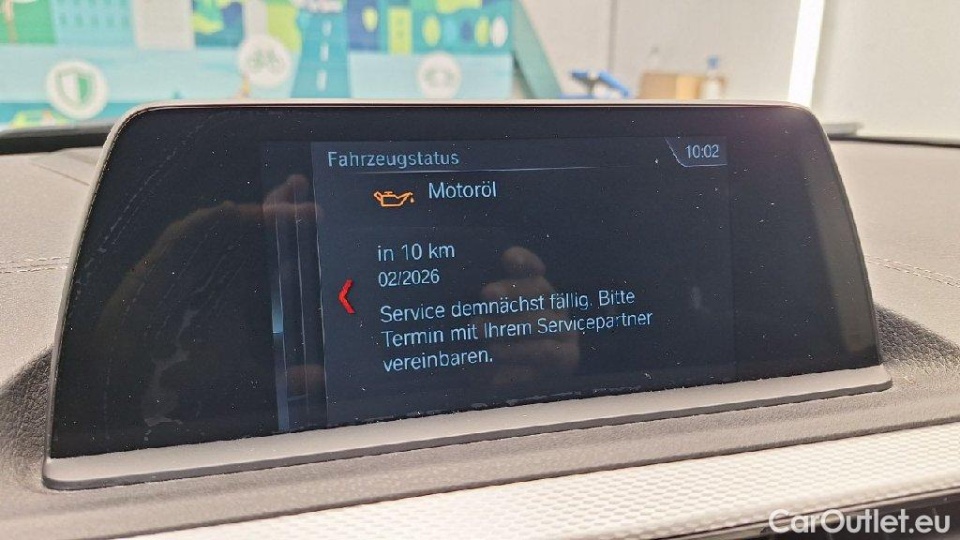 Fahrzeugstatus
10:02
Motoröl
in 10 km
02/2026
Service demnächst fällig. Bitte
Termin mit Ihrem Servicepartner
vereinbaren.
CarOutlet.eu